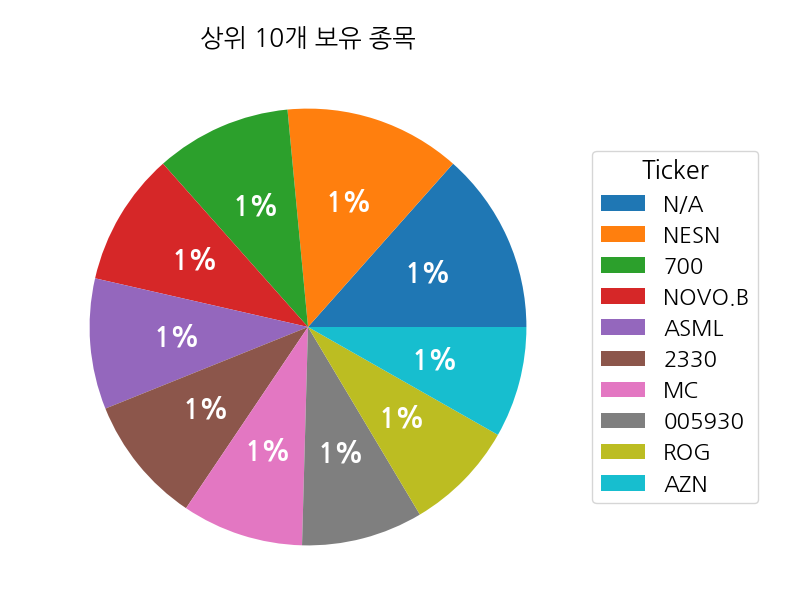 상위 10개 보유 종목
1%
1%
1%
1%
1%
1%
1%
1%
1%
1%
Ticker
N/A
NESN
700
NOVO.B
ASML
2330
MC
005930
ROG
AZN